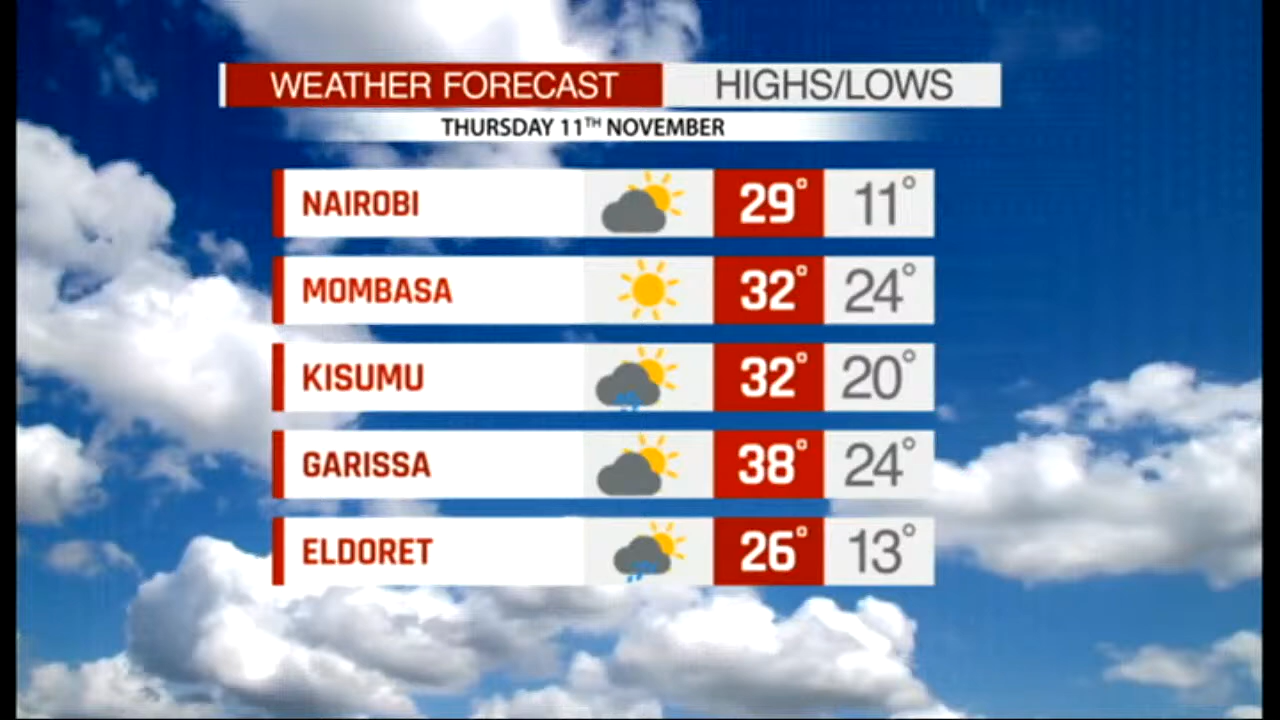 WEATHER FORECAST HIGHS/LOWS
THURSDAY 11TH NOVEMBER
NAIROBI 29° 11°
MOMBASA 32° 24°
KISUMU 32° 20°
GARISSA 38° 24°
ELDORET 26° 13°